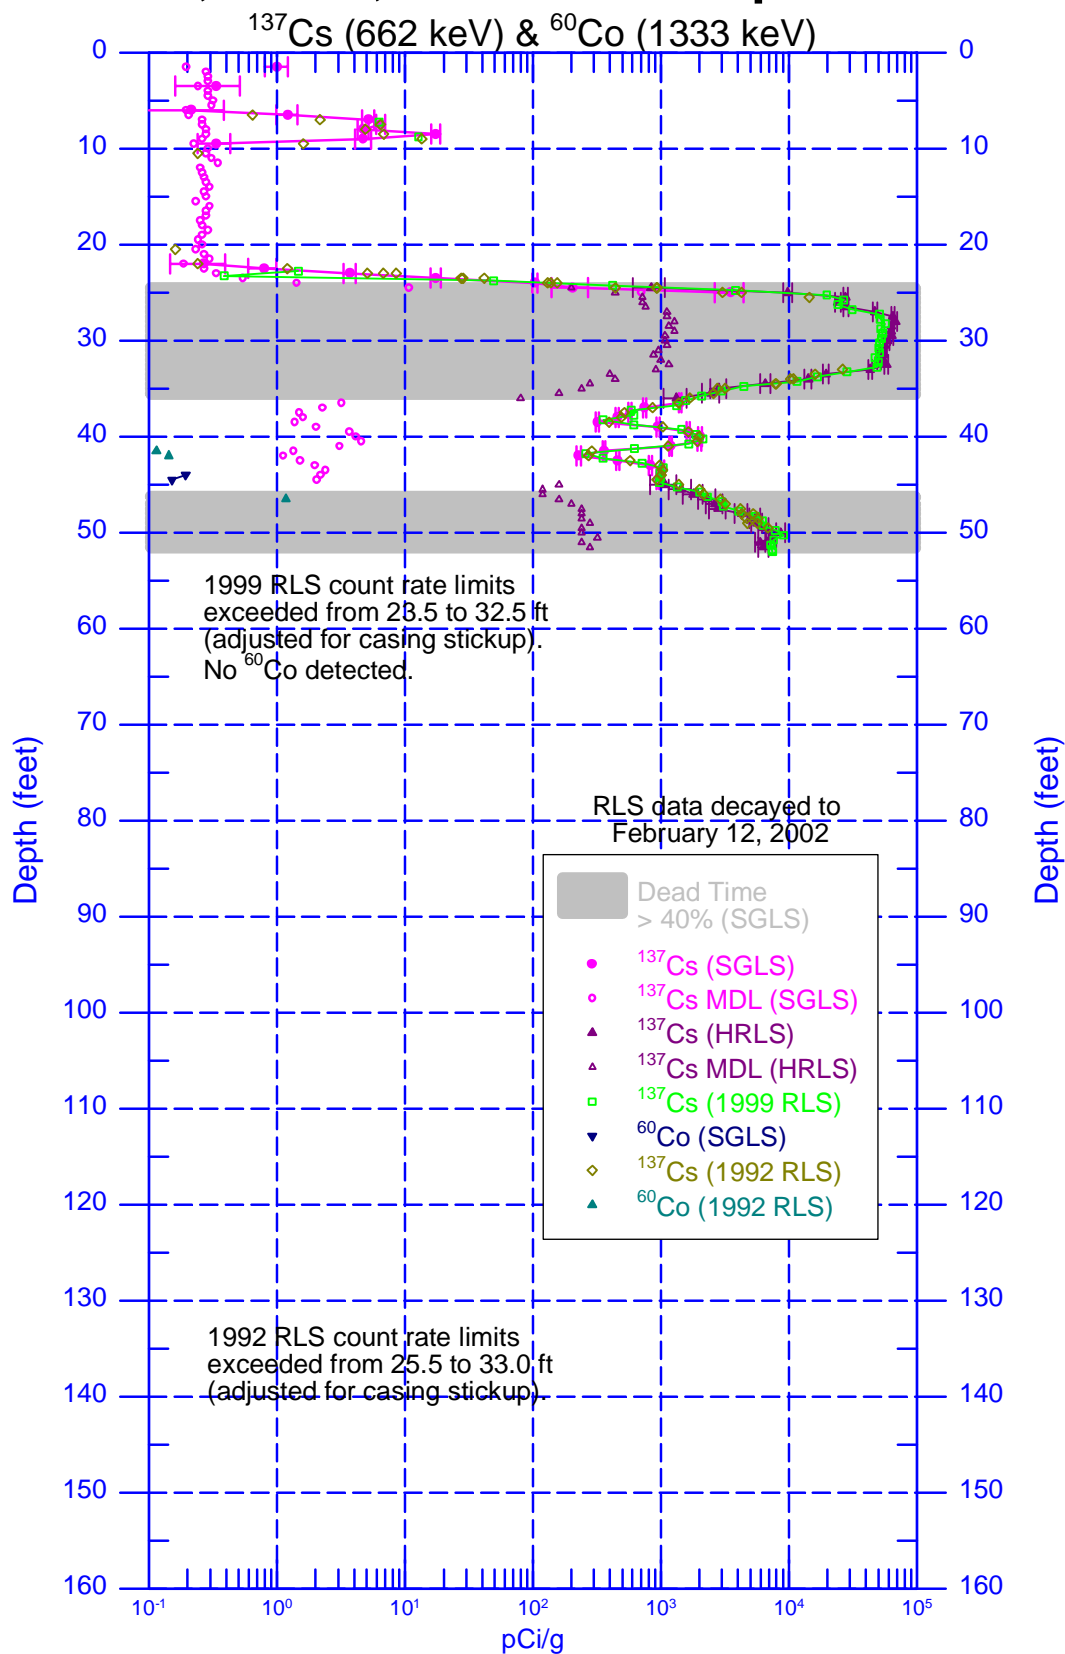 ¹³⁷Cs (662 keV) & ⁶⁰Co (1333 keV)
0 0
10 10
20 20
30 30
40 40
50 50
1999 RLS count rate limits
exceeded from 23.5 to 32.5 ft
(adjusted for casing stickup).
No ⁶⁰Co detected.
60 60
70 70
Depth (feet) Depth (feet)
80 80
RLS data decayed to
February 12, 2002
Dead Time
> 40% (SGLS)
90 90
¹³⁷Cs (SGLS)
¹³⁷Cs MDL (SGLS)
100 100
¹³⁷Cs (HRLS)
¹³⁷Cs MDL (HRLS)
¹³⁷Cs (1999 RLS)
110 110
⁶⁰Co (SGLS)
¹³⁷Cs (1992 RLS)
⁶⁰Co (1992 RLS)
120 120
130 130
1992 RLS count rate limits
exceeded from 25.5 to 33.0 ft
(adjusted for casing stickup).
140 140
150 150
160 160
10⁻¹ 10⁰ 10¹ 10² 10³ 10⁴ 10⁵
pCi/g